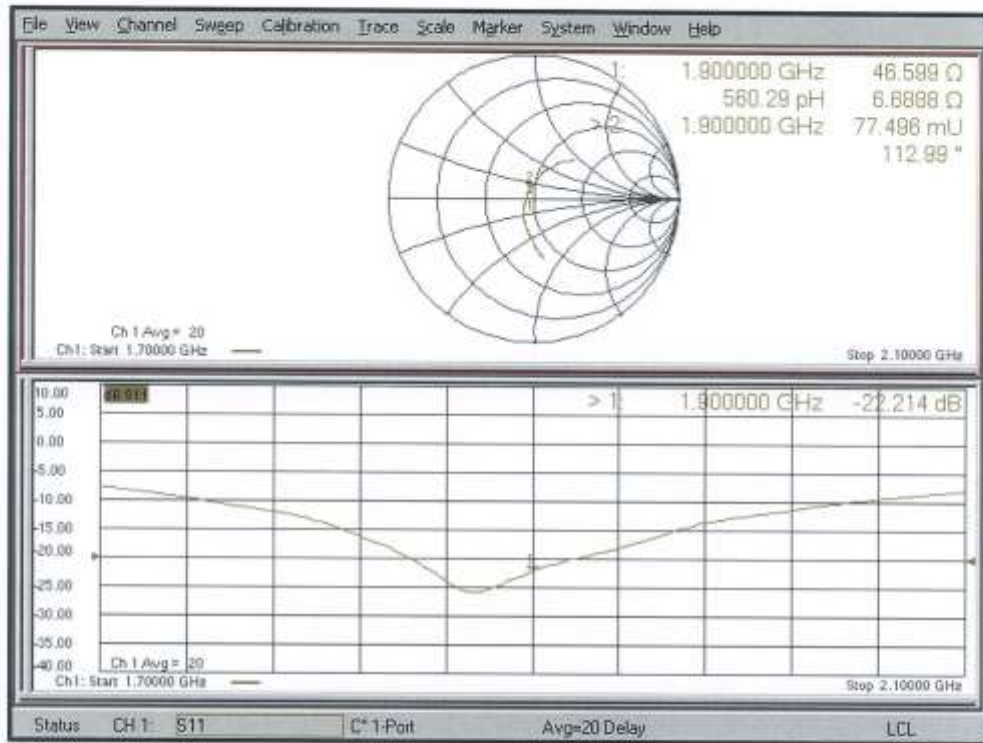 File View Channel Sweep Calibration Trace Scale Marker System Window Help
1: 1.900000 GHz 46.599 Ω
560.29 pH 6.6888 Ω
> 2: 1.900000 GHz 77.496 mU
112.99 °
Ch 1 Avg = 20
Ch1: Start 1.70000 GHz
Stop 2.10000 GHz
10.00
> 1: 1.900000 GHz -22.214 dB
5.00
0.00
-5.00
-10.00
-15.00
-20.00
1
-25.00
-30.00
-35.00
-40.00
Ch 1 Avg = 20
Ch1: Start 1.70000 GHz
Stop 2.10000 GHz
Status CH 1: S11 C* 1-Port Avg=20 Delay LCL